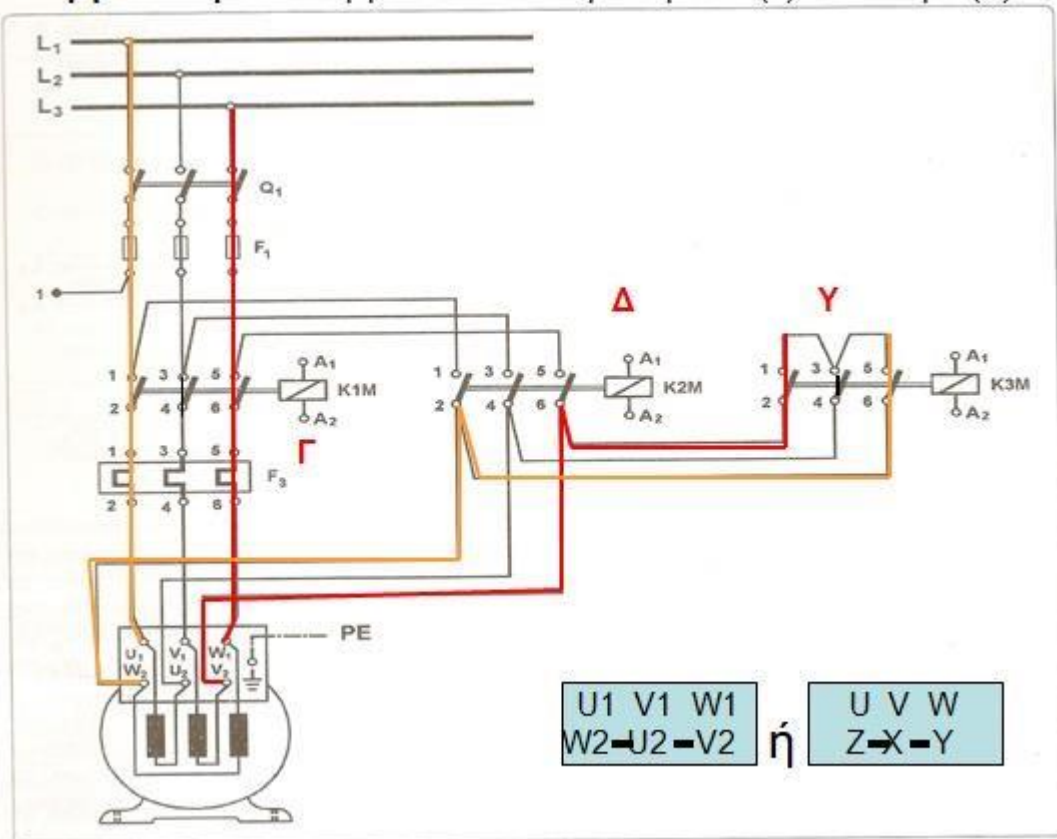 L1
L2
L3
Q1
F1
1
Δ
Υ
1 3 5
A1
K1M
2 4 6
A2
1 3 5
A1
K2M
2 4 6
A2
1 3 5
A1
K3M
2 4 6
A2
Γ
1 3 5
F3
2 4 6
PE
U1 V1 W1
W2 U2 V2
U1 V1 W1
W2-U2-V2
ή
U V W
Z-X-Y